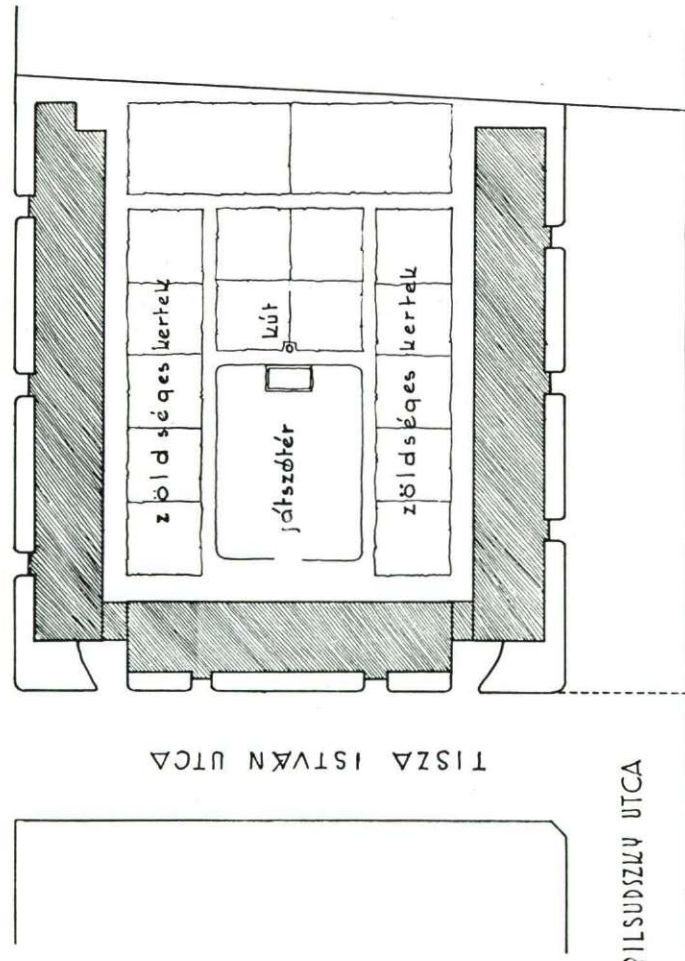 zöldséges kertek
kút
játszótér
zöldséges kertek
TISZA ISTVÁN UTCA
PILSUDSZKY UTCA